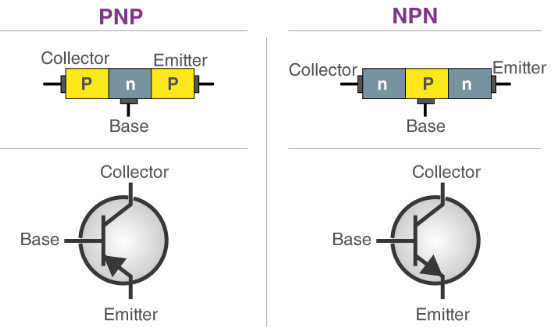 PNP
NPN
Collector
Emitter
P
n
P
Base
Collector
Emitter
n
P
n
Base
Collector
Base
Emitter
Collector
Base
Emitter